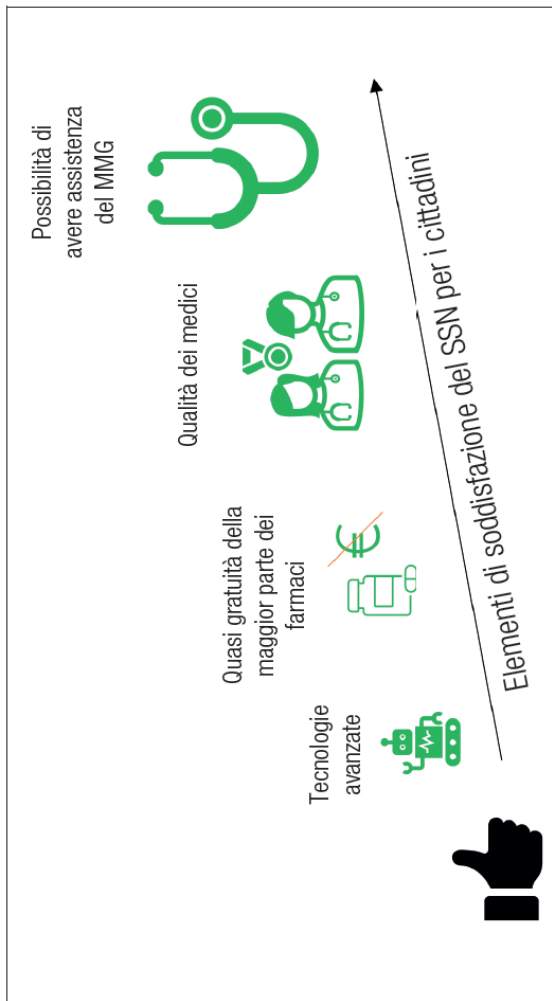 Possibilità di
avere assistenza
del MMG
Qualità dei medici
Quasi gratuità della
maggior parte dei
farmaci
€
Tecnologie
avanzate
Elementi di soddisfazione del SSN per i cittadini